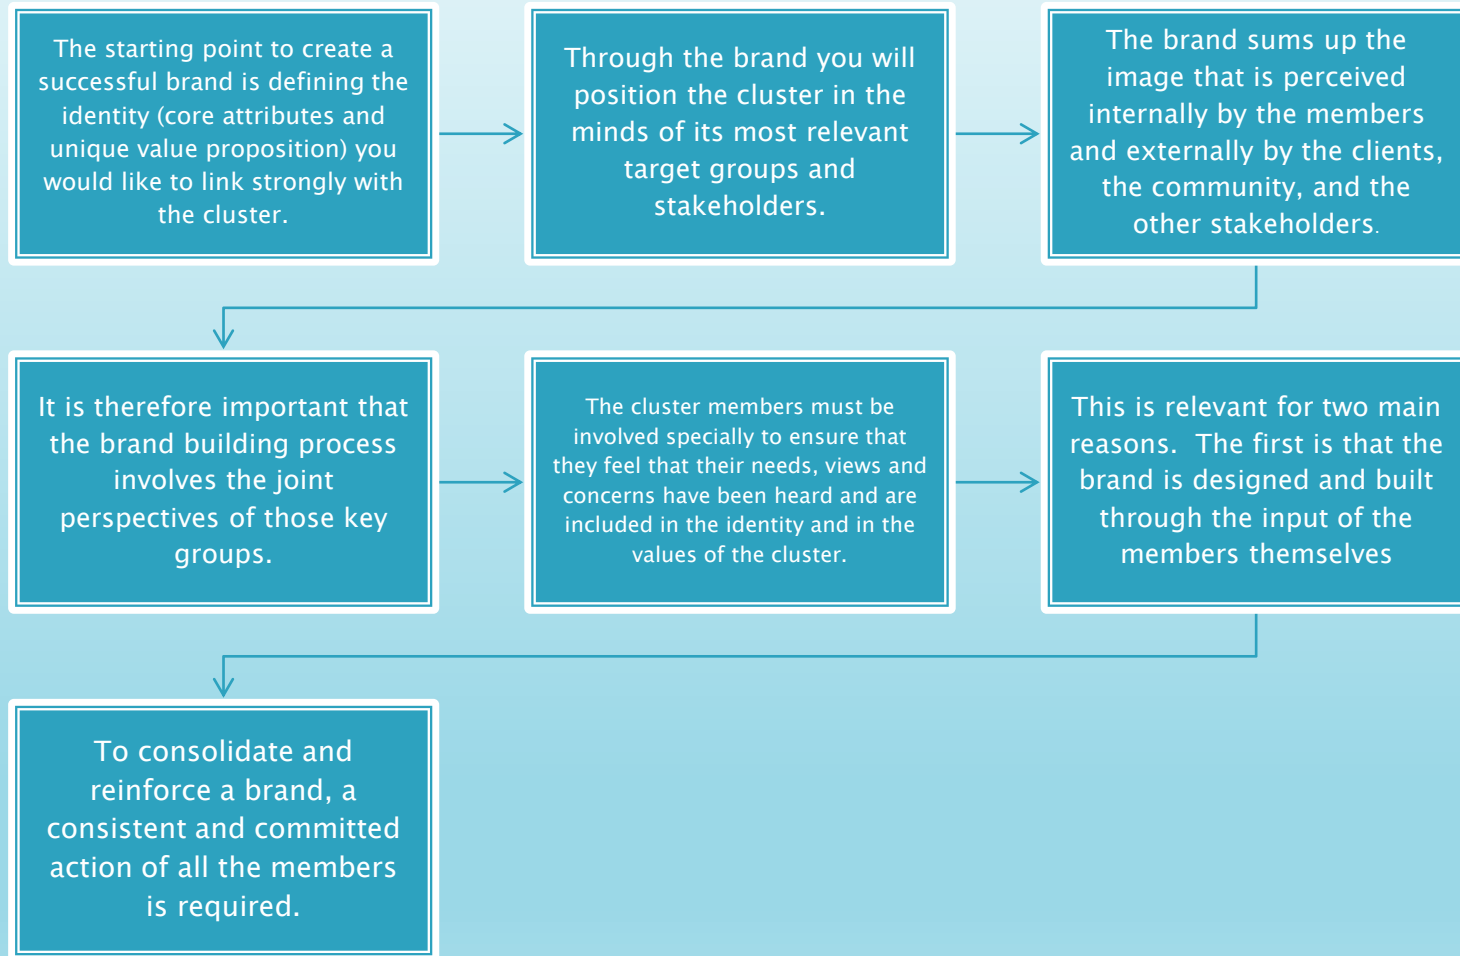 The starting point to create a
successful brand is defining the
identity (core attributes and
unique value proposition) you
would like to link strongly with
the cluster.
Through the brand you will
position the cluster in the
minds of its most relevant
target groups and
stakeholders.
The brand sums up the
image that is perceived
internally by the members
and externally by the clients,
the community, and the
other stakeholders.
It is therefore important that
the brand building process
involves the joint
perspectives of those key
groups.
The cluster members must be
involved specially to ensure that
they feel that their needs, views and
concerns have been heard and are
included in the identity and in the
values of the cluster.
This is relevant for two main
reasons.  The first is that the
brand is designed and built
through the input of the
members themselves
To consolidate and
reinforce a brand, a
consistent and committed
action of all the members
is required.